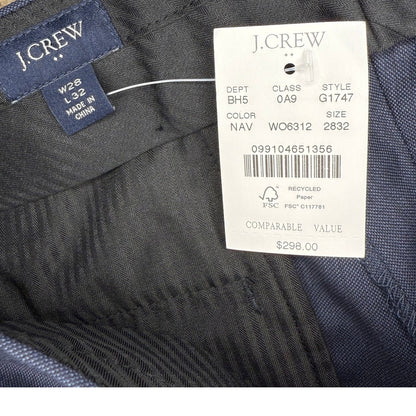 J.CREW
W28
L32
MADE IN
CHINA
J.CREW
DEPT CLASS STYLE
BH5 0A9 G1747
COLOR SIZE
NAV WO6312 2832
099104651356
FSC
RECYCLED
Paper
FSC® C117781
COMPARABLE VALUE
$298.00